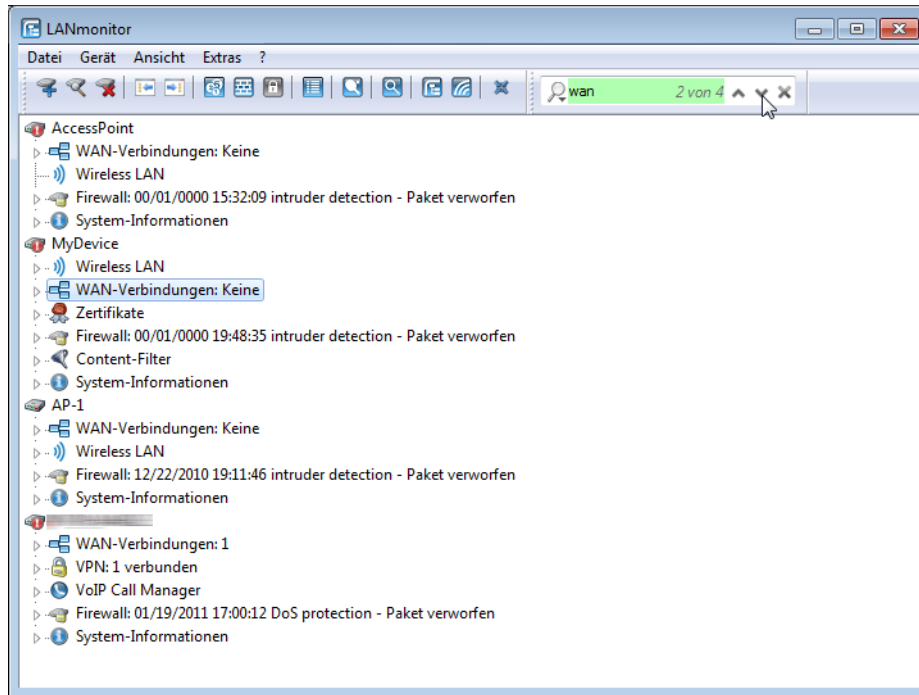 LANmonitor
Datei Gerät Ansicht Extras ?
wan 2 von 4
AccessPoint
WAN-Verbindungen: Keine
Wireless LAN
Firewall: 00/01/0000 15:32:09 intruder detection - Paket verworfen
System-Informationen
MyDevice
Wireless LAN
WAN-Verbindungen: Keine
Zertifikate
Firewall: 00/01/0000 19:48:35 intruder detection - Paket verworfen
Content-Filter
System-Informationen
AP-1
WAN-Verbindungen: Keine
Wireless LAN
Firewall: 12/22/2010 19:11:46 intruder detection - Paket verworfen
System-Informationen
WAN-Verbindungen: 1
VPN: 1 verbunden
VoIP Call Manager
Firewall: 01/19/2011 17:00:12 DoS protection - Paket verworfen
System-Informationen